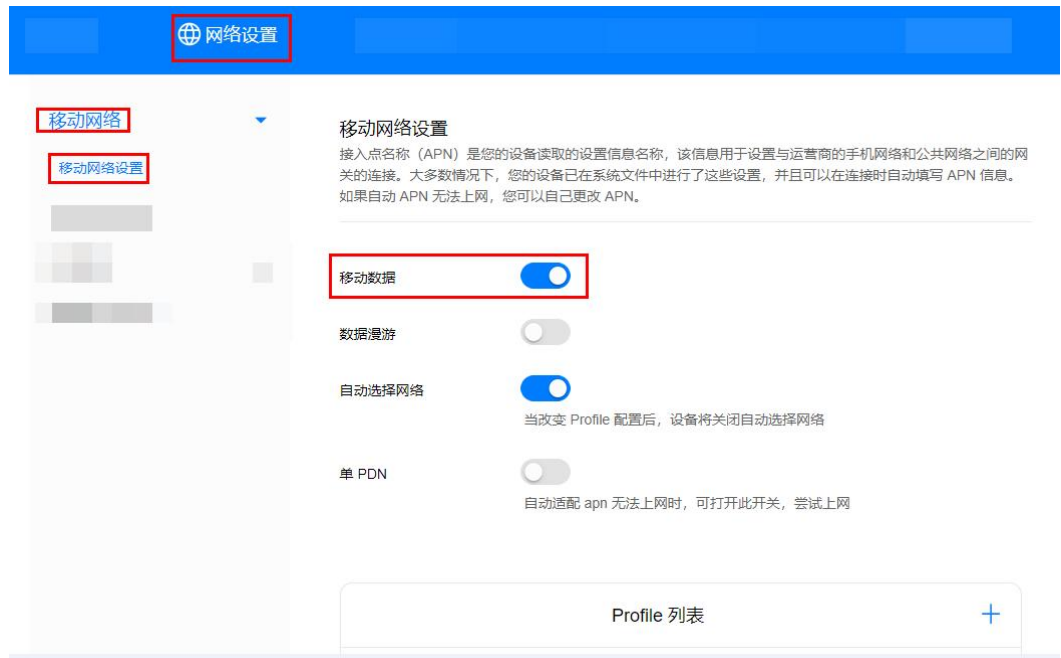 网络设置
移动网络
移动网络设置
移动网络设置
接入点名称（APN）是您的设备读取的设置信息名称，该信息用于设置与运营商的手机网络和公共网络之间的网
关的连接。大多数情况下，您的设备已在系统文件中进行了这些设置，并且可以在连接时自动填写 APN 信息。
如果自动 APN 无法上网，您可以自己更改 APN。
移动数据
数据漫游
自动选择网络
当改变 Profile 配置后，设备将关闭自动选择网络
单 PDN
自动适配 apn 无法上网时，可打开此开关，尝试上网
Profile 列表